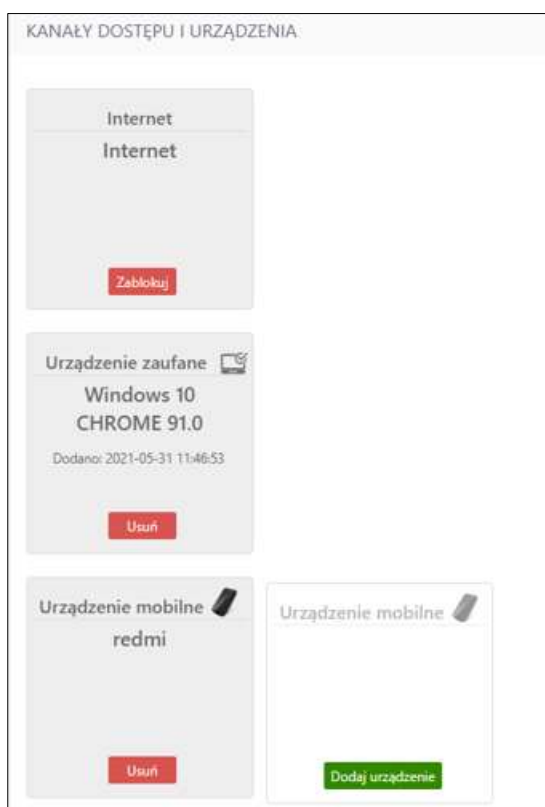 KANAŁY DOSTĘPU I URZĄDZENIA
Internet
Internet
Zablokuj
Urządzenie zaufane
Windows 10
CHROME 91.0
Dodano: 2021-05-31 11:46:53
Usuń
Urządzenie mobilne
redmi
Usuń
Urządzenie mobilne
Dodaj urządzenie